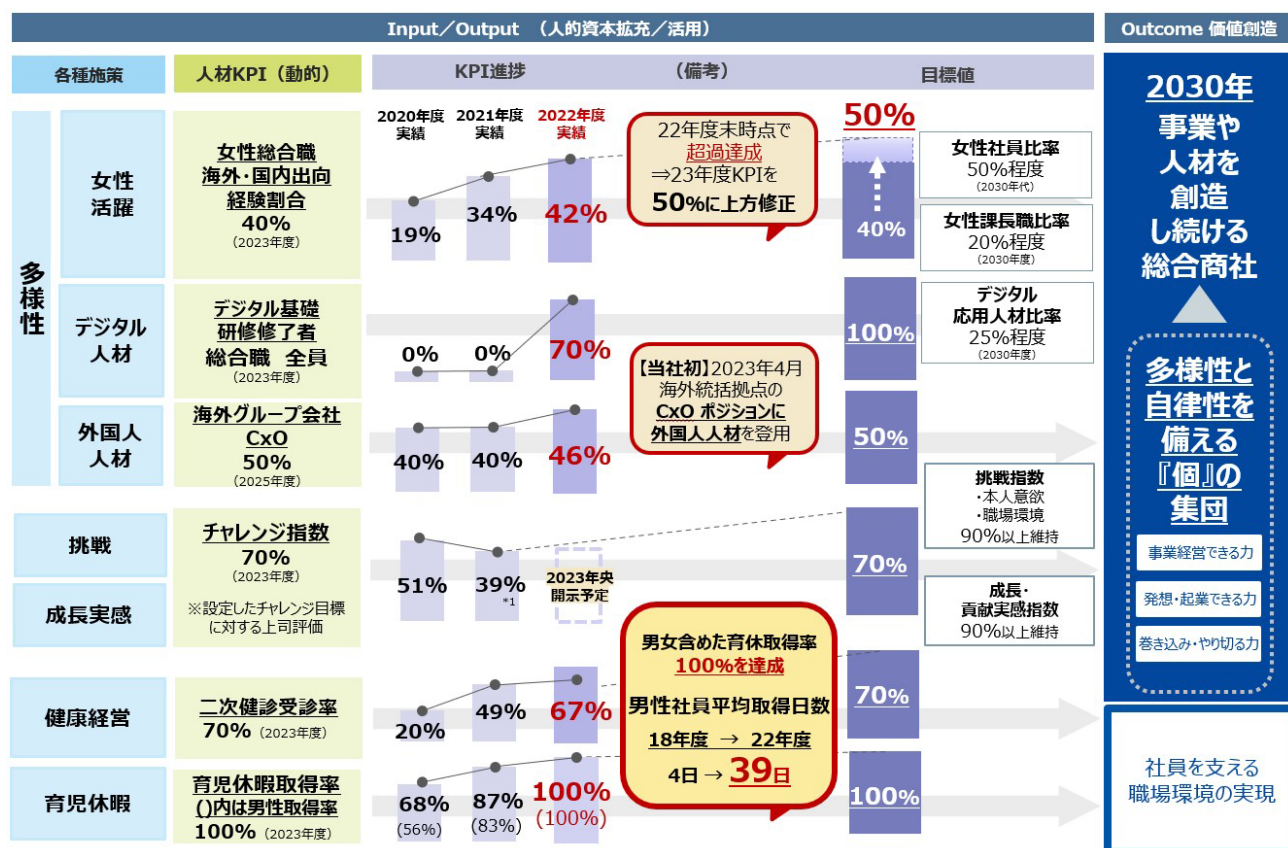 Input／Output （人的資本拡充／活用）
Outcome 価値創造
各種施策
人材KPI（動的）
KPI進捗
（備考）
目標値
多様性
女性
活躍
女性総合職
海外・国内出向
経験割合
40%
（2023年度）
2020年度
実績
2021年度
実績
2022年度
実績
19%
34%
42%
22年度末時点で
超過達成
⇒23年度KPIを
50%に上方修正
50%
40%
女性社員比率
50%程度
（2030年代）
女性課長職比率
20%程度
（2030年度）
デジタル
人材
デジタル基礎
研修修了者
総合職 全員
（2023年度）
0%
0%
70%
100%
デジタル
応用人材比率
25%程度
（2030年度）
外国人
人材
海外グループ会社
CxO
50%
（2025年度）
40%
40%
46%
【当社初】2023年4月
海外統括拠点の
CxO ポジションに
外国人人材を登用
50%
挑戦
成長実感
チャレンジ指数
70%
（2023年度）
※設定したチャレンジ目標
に対する上司評価
51%
39%
*1
2023年央
開示予定
70%
挑戦指数
・本人意欲
・職場環境
90%以上維持
成長・
貢献実感指数
90%以上維持
健康経営
二次健診受診率
70%（2023年度）
20%
49%
67%
男女含めた育休取得率
100%を達成
男性社員平均取得日数
18年度 → 22年度
4日 → 39日
70%
育児休暇
育児休暇取得率
()内は男性取得率
100%（2023年度）
68%
(56%)
87%
(83%)
100%
(100%)
100%
2030年
事業や
人材を
創造
し続ける
総合商社
多様性と
自律性を
備える
『個』の
集団
事業経営できる力
発想・起業できる力
巻き込み・やり切る力
社員を支える
職場環境の実現